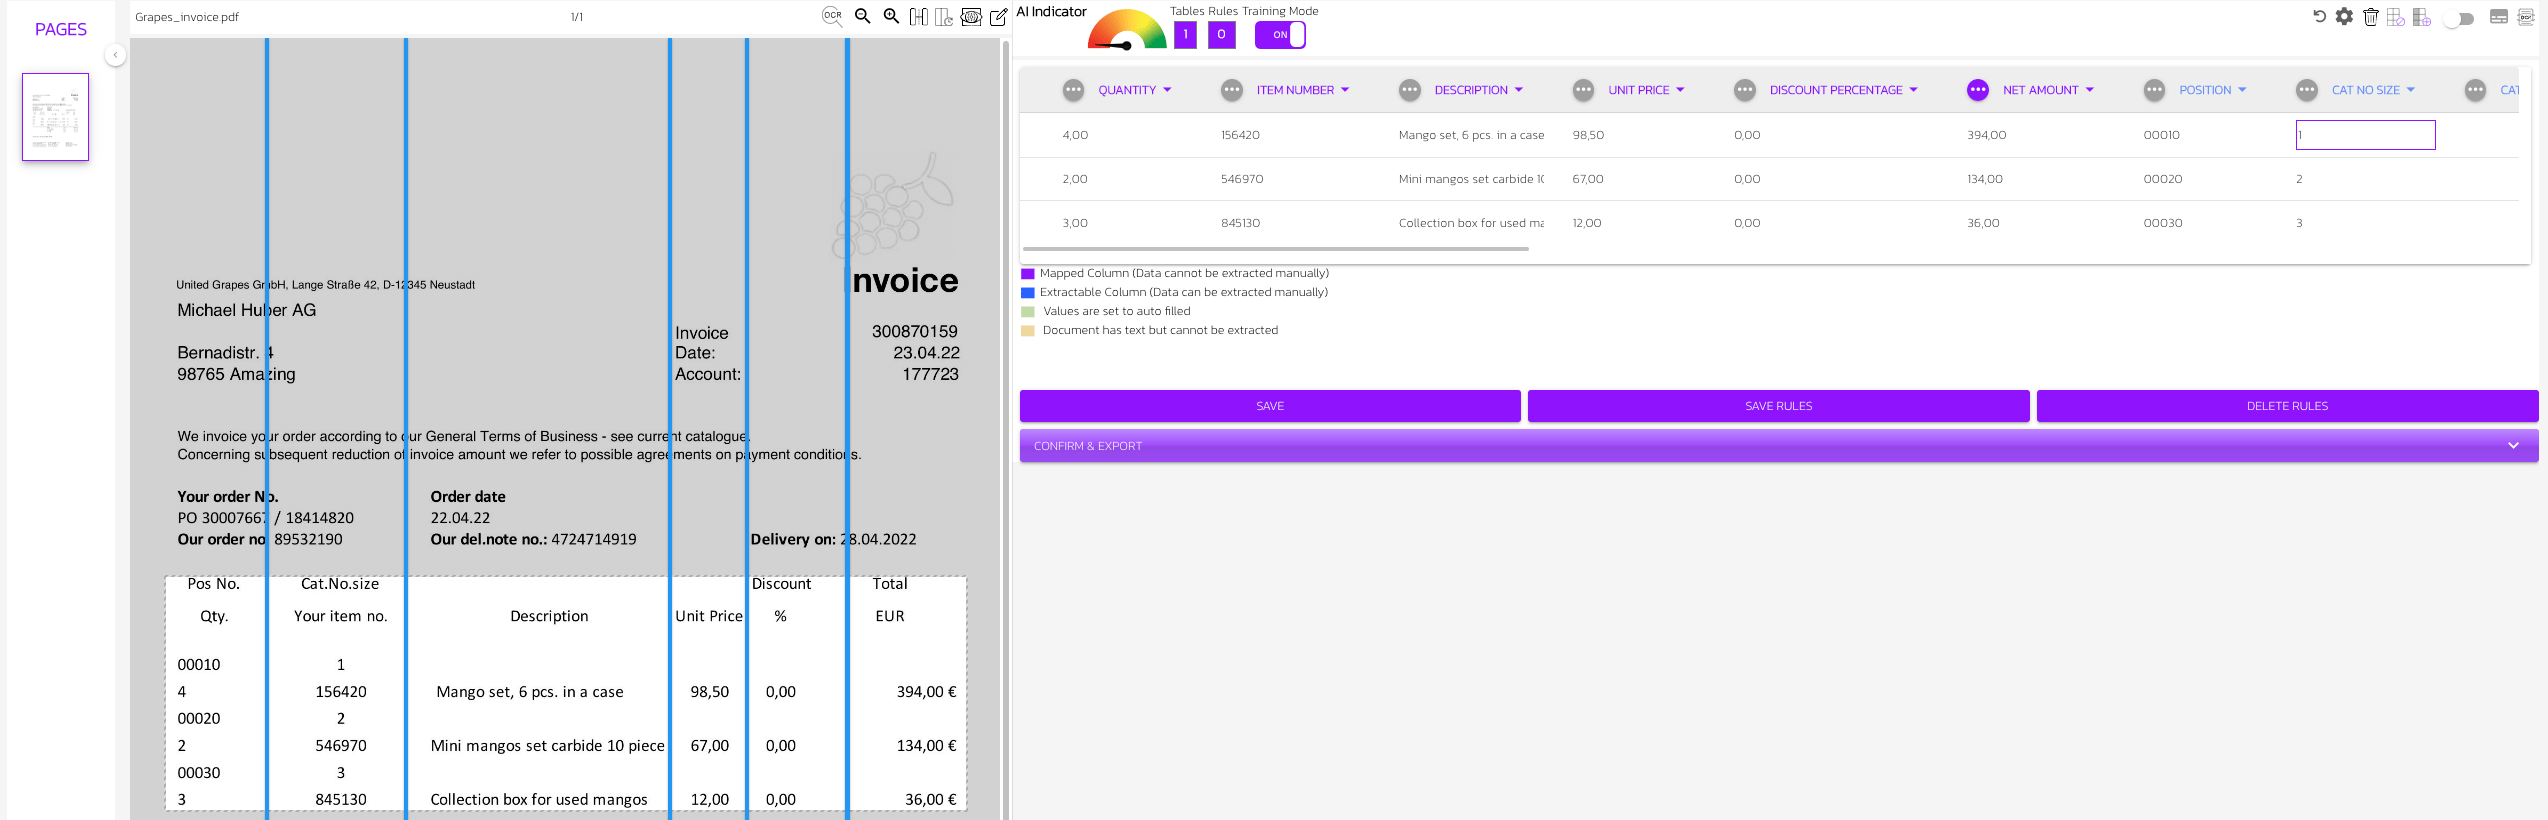 PAGES
Grapes_invoice.pdf
1/1
OCR
United Grapes GmbH, Lange Straße 42, D-12345 Neustadt
Invoice
Michael Huber AG
Bernadistr. 4
98765 Amazing
Invoice 300870159
Date: 23.04.22
Account: 177723
We invoice your order according to our General Terms of Business - see current catalogue.
Concerning subsequent reduction of invoice amount we refer to possible agreements on payment conditions.
Your order No. Order date
PO 30007667 / 18414820 22.04.22
Our order no 89532190 Our del.note no.: 4724714919 Delivery on: 28.04.2022
Pos No. Cat.No.size Discount Total
Qty. Your item no. Description Unit Price % EUR
00010 1
4 156420 Mango set, 6 pcs. in a case 98,50 0,00 394,00 €
00020 2
2 546970 Mini mangos set carbide 10 piece 67,00 0,00 134,00 €
00030 3
3 845130 Collection box for used mangos 12,00 0,00 36,00 €
AI Indicator
Tables Rules Training Mode
1 0 ON
QUANTITY ITEM NUMBER DESCRIPTION UNIT PRICE DISCOUNT PERCENTAGE NET AMOUNT POSITION CAT NO SIZE CAT
4,00 156420 Mango set, 6 pcs. in a case 98,50 0,00 394,00 00010 1
2,00 546970 Mini mangos set carbide 10 67,00 0,00 134,00 00020 2
3,00 845130 Collection box for used ma 12,00 0,00 36,00 00030 3
Mapped Column (Data cannot be extracted manually)
Extractable Column (Data can be extracted manually)
Values are set to auto filled
Document has text but cannot be extracted
SAVE SAVE RULES DELETE RULES
CONFIRM & EXPORT